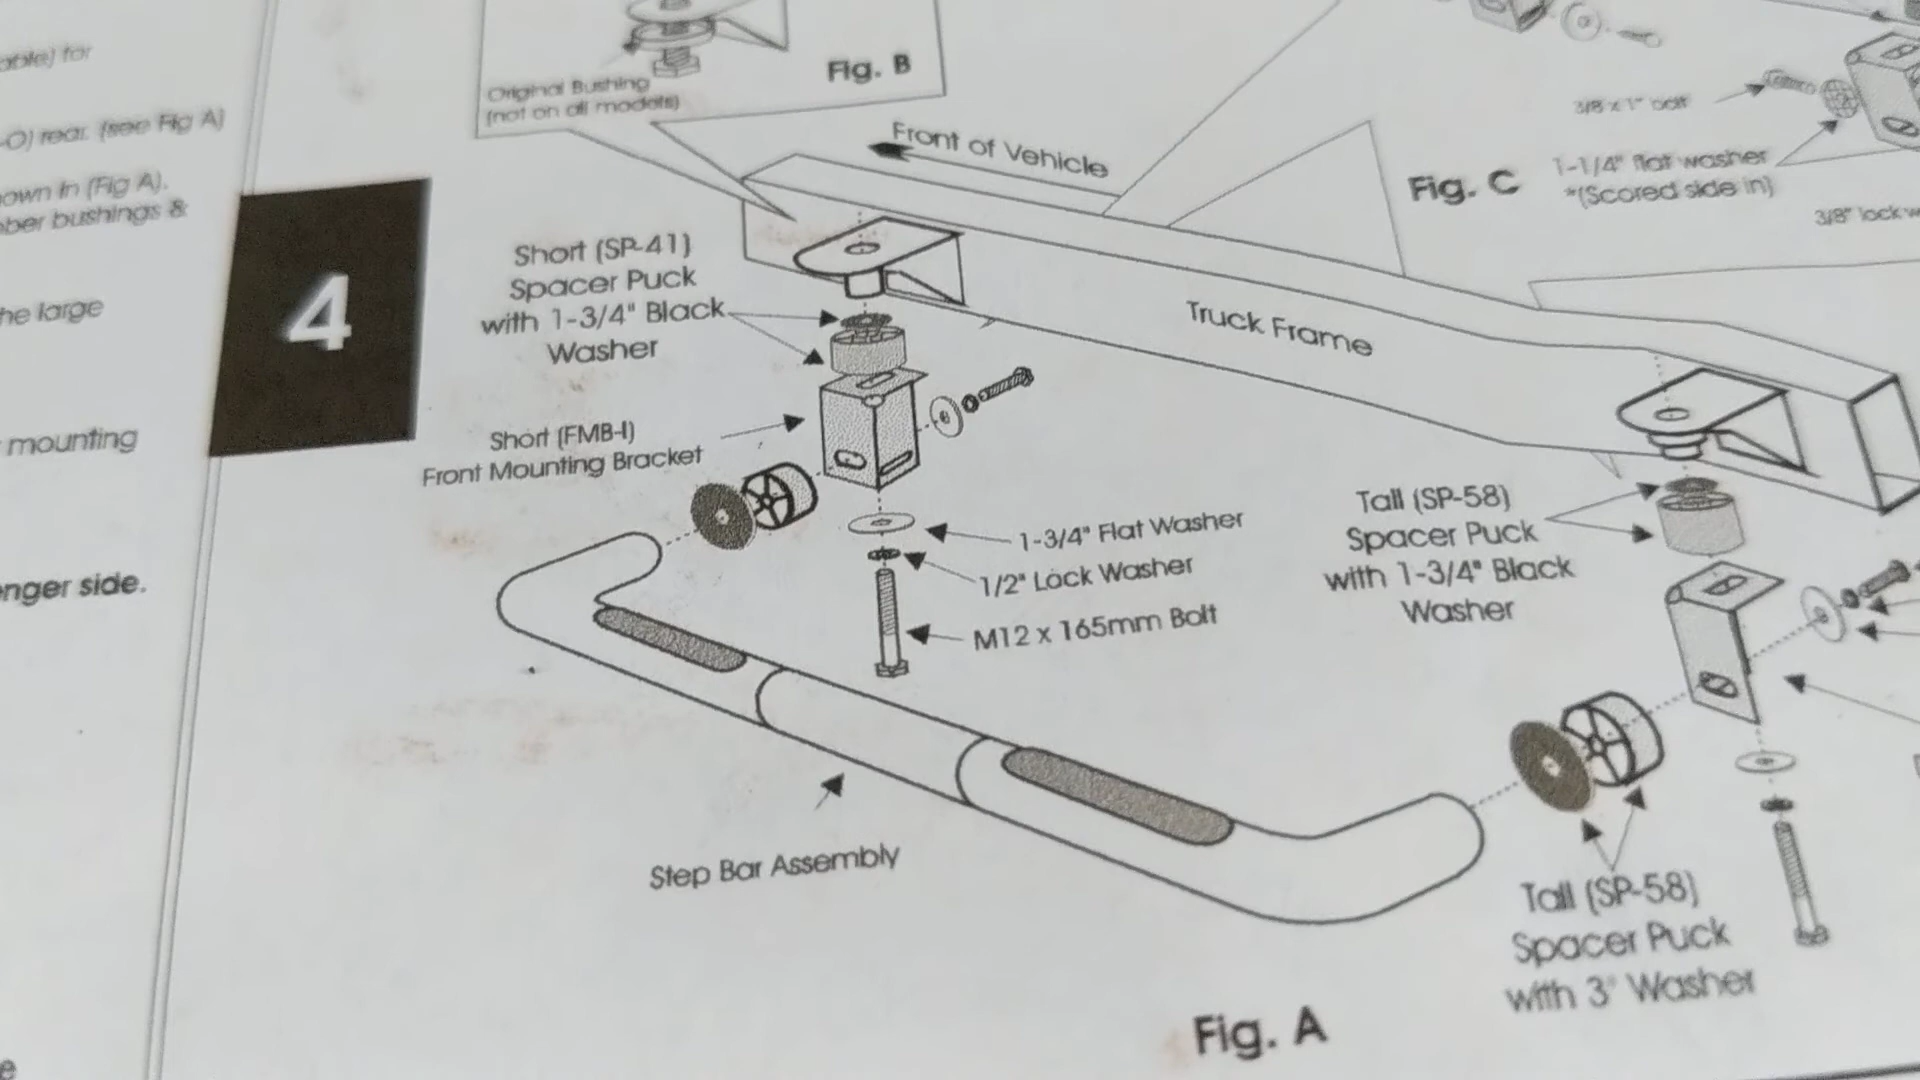 able) for
-O) rear. (see Fig A)
own in (Fig A).
ber bushings &
he large
mounting
enger side.
e
4
Original Bushing
(not on all models)
Fig. B
Front of Vehicle
Truck Frame
3/8 x 1" bolt
Fig. C
1-1/4" flat washer
*(Scored side in)
3/8" lock w
Short (SP-41)
Spacer Puck
with 1-3/4" Black
Washer
Short (FMB-I)
Front Mounting Bracket
1-3/4" Flat Washer
1/2" Lock Washer
M12 x 165mm Bolt
Tall (SP-58)
Spacer Puck
with 1-3/4" Black
Washer
Step Bar Assembly
Tall (SP-58)
Spacer Puck
with 3" Washer
Fig. A